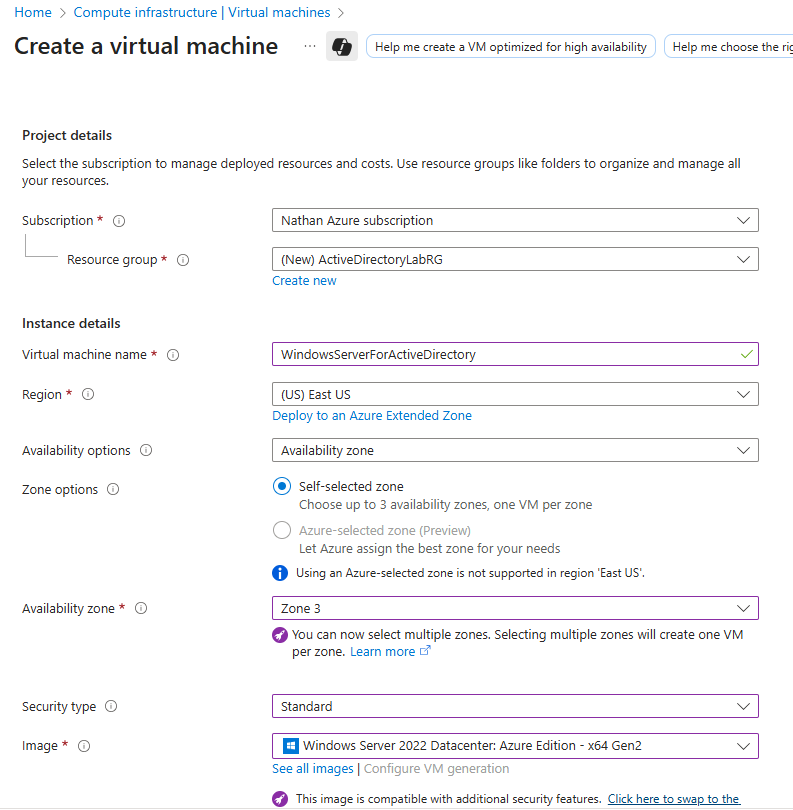 Home > Compute infrastructure | Virtual machines >
Create a virtual machine ... Help me create a VM optimized for high availability Help me choose the
Project details
Select the subscription to manage deployed resources and costs. Use resource groups like folders to organize and manage all
your resources.
Subscription * Nathan Azure subscription
Resource group * (New) ActiveDirectoryLabRG
Create new
Instance details
Virtual machine name * WindowsServerForActiveDirectory
Region * (US) East US
Deploy to an Azure Extended Zone
Availability options Availability zone
Zone options Self-selected zone
Choose up to 3 availability zones, one VM per zone
Azure-selected zone (Preview)
Let Azure assign the best zone for your needs
Using an Azure-selected zone is not supported in region 'East US'.
Availability zone * Zone 3
You can now select multiple zones. Selecting multiple zones will create one VM
per zone. Learn more
Security type Standard
Image * Windows Server 2022 Datacenter: Azure Edition - x64 Gen2
See all images | Configure VM generation
This image is compatible with additional security features. Click here to swap to the